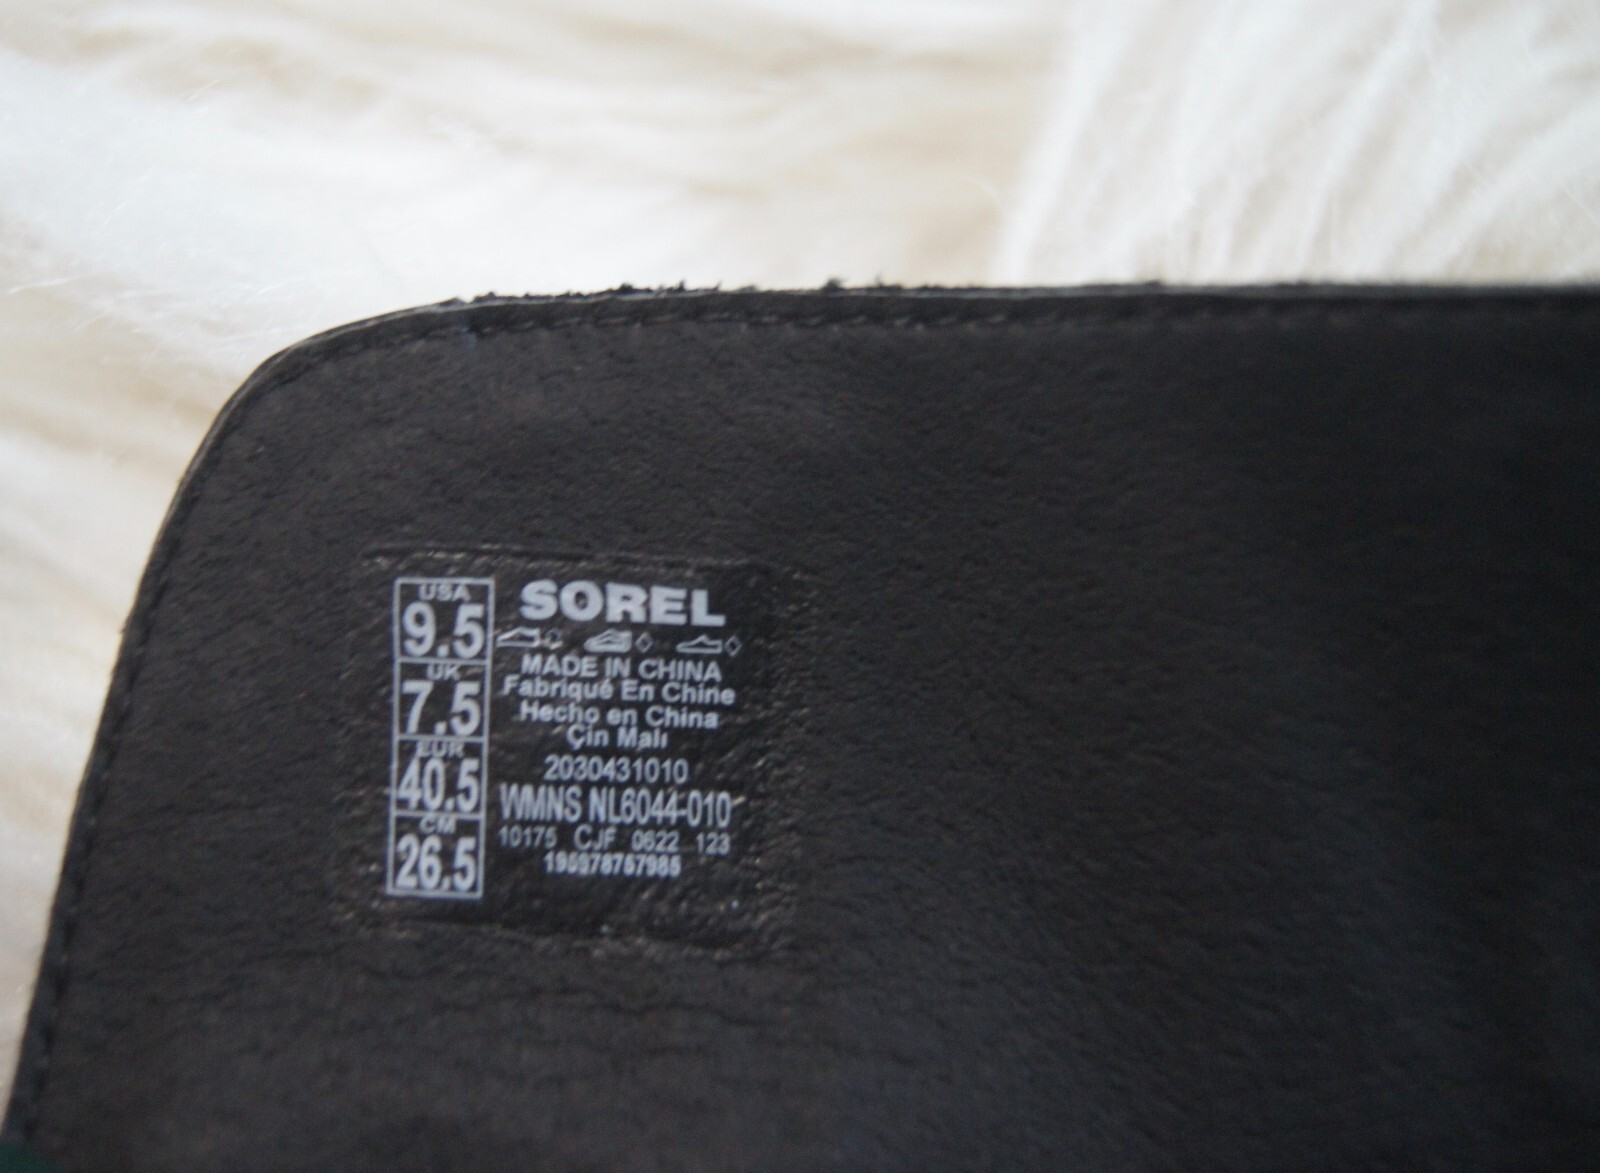 USA
9.5
UK
7.5
EUR
40.5
CM
26.5
SOREL
MADE IN CHINA
Fabriqué En Chine
Hecho en China
Çin Malı
2030431010
WMNS NL6044-010
10175 CJF 0622 123
195978757985